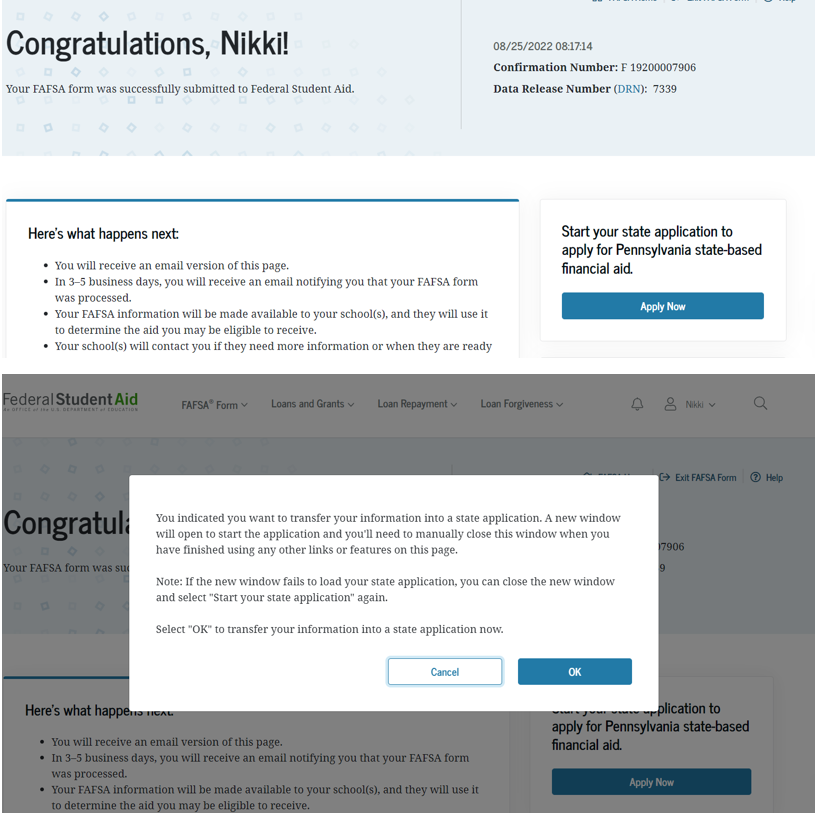 Congratulations, Nikki!
Your FAFSA form was successfully submitted to Federal Student Aid.
08/25/2022 08:17:14
Confirmation Number: F 19200007906
Data Release Number (DRN): 7339
Here's what happens next:
• You will receive an email version of this page.
• In 3–5 business days, you will receive an email notifying you that your FAFSA form
was processed.
• Your FAFSA information will be made available to your school(s), and they will use it
to determine the aid you may be eligible to receive.
• Your school(s) will contact you if they need more information or when they are ready
Start your state application to
apply for Pennsylvania state-based
financial aid.
Apply Now
Federal Student Aid
An OFFICE of the U.S. DEPARTMENT of EDUCATION
FAFSA® Form
Loans and Grants
Loan Repayment
Loan Forgiveness
Nikki
Exit FAFSA Form
Help
Congratula
Your FAFSA form was suc
7906
9
You indicated you want to transfer your information into a state application. A new window
will open to start the application and you'll need to manually close this window when you
have finished using any other links or features on this page.
Note: If the new window fails to load your state application, you can close the new window
and select "Start your state application" again.
Select "OK" to transfer your information into a state application now.
Cancel
OK
Here's what happens next:
• You will receive an email version of this page.
• In 3–5 business days, you will receive an email notifying you that your FAFSA form
was processed.
• Your FAFSA information will be made available to your school(s), and they will use it
to determine the aid you may be eligible to receive.
Start your state application to
apply for Pennsylvania state-based
financial aid.
Apply Now